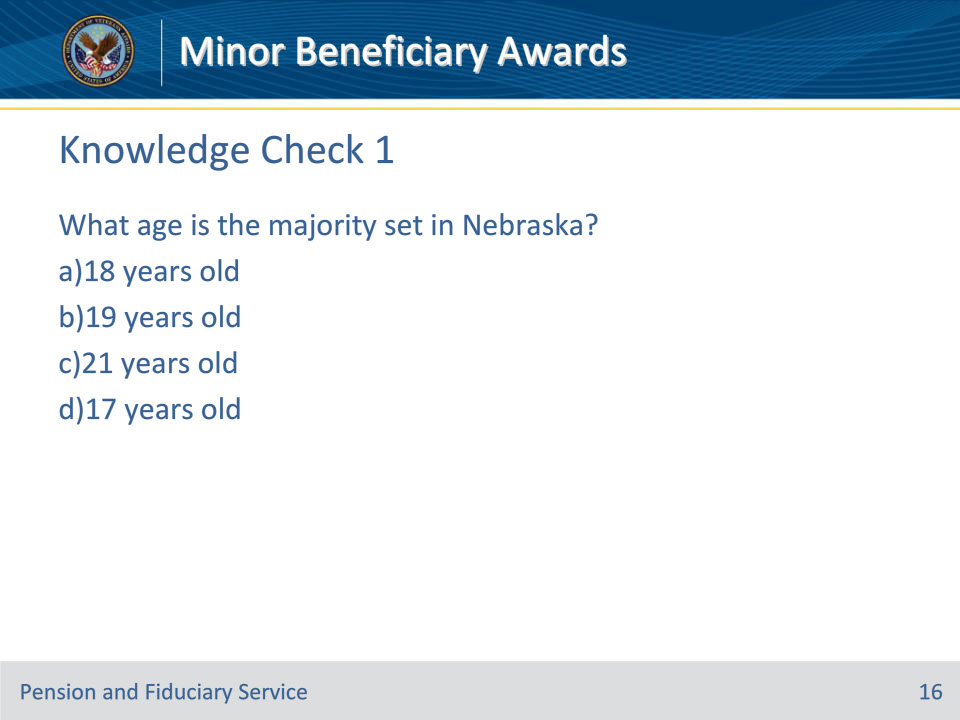 Minor Beneficiary Awards
Knowledge Check 1
What age is the majority set in Nebraska?
a)18 years old
b)19 years old
c)21 years old
d)17 years old
Pension and Fiduciary Service
16